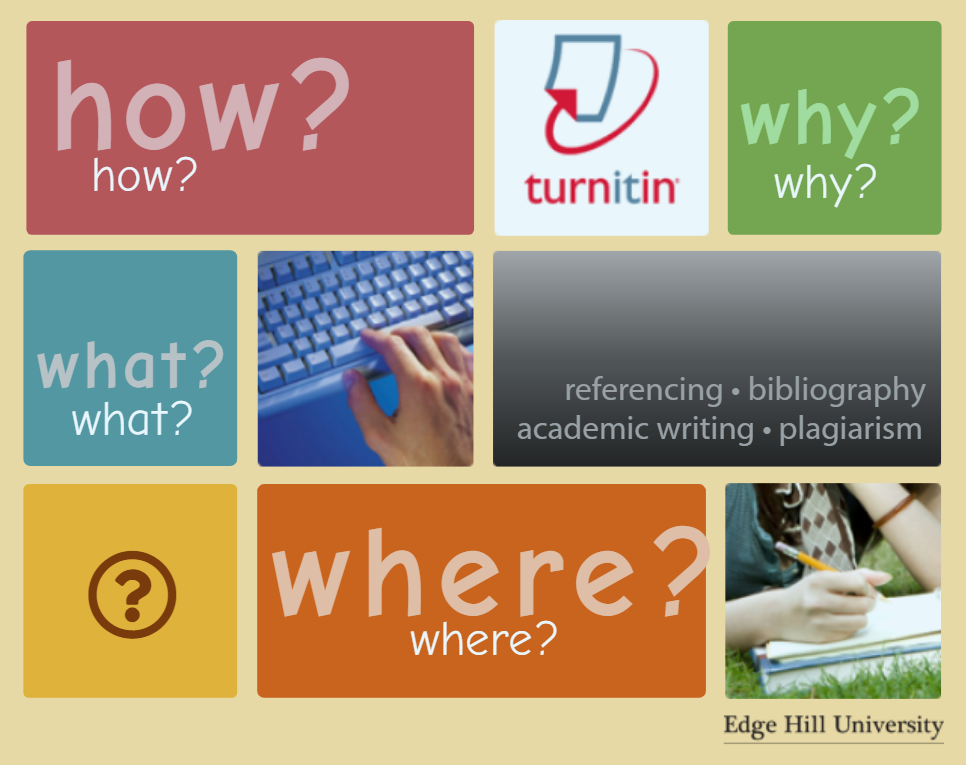 how?
how?
turnitin
why?
why?
what?
what?
referencing • bibliography
academic writing • plagiarism
?
where?
where?
Edge Hill University